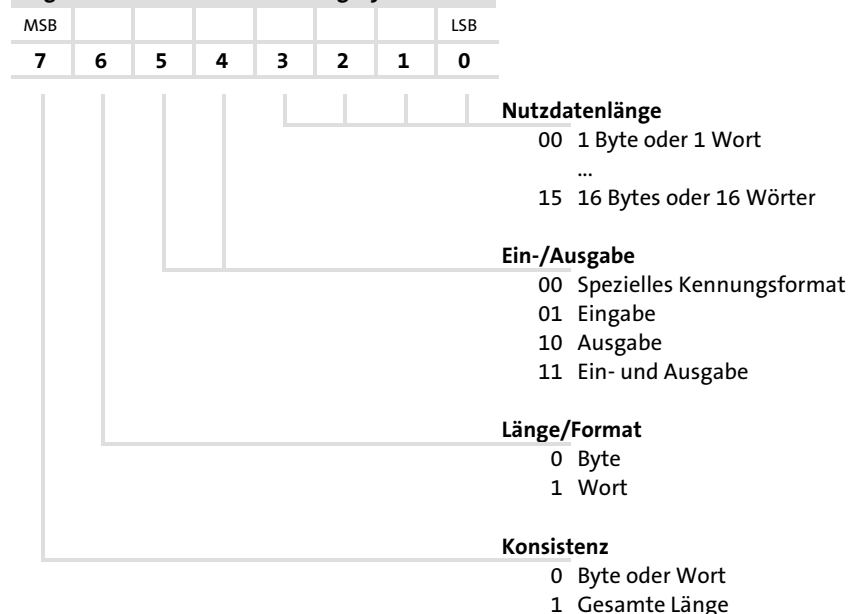 MSB LSB
7 6 5 4 3 2 1 0
Nutzdatenlänge
00 1 Byte oder 1 Wort
...
15 16 Bytes oder 16 Wörter
Ein-/Ausgabe
00 Spezielles Kennungsformat
01 Eingabe
10 Ausgabe
11 Ein- und Ausgabe
Länge/Format
0 Byte
1 Wort
Konsistenz
0 Byte oder Wort
1 Gesamte Länge